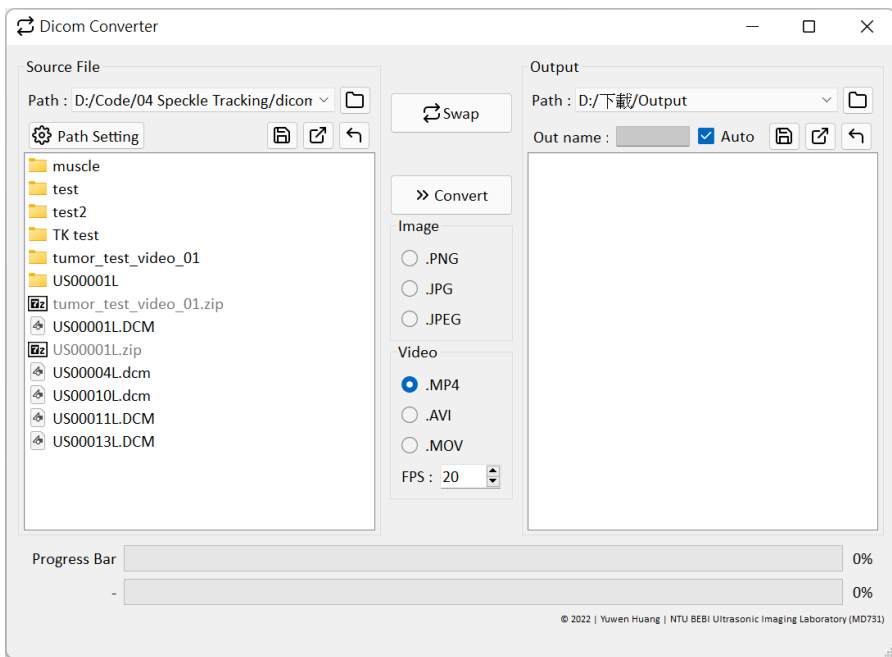 Dicom Converter
Source File
Path : D:/Code/04 Speckle Tracking/dicon
Path Setting
muscle
test
test2
TK test
tumor_test_video_01
US00001L
tumor_test_video_01.zip
US00001L.DCM
US00001L.zip
US00004L.dcm
US00010L.dcm
US00011L.DCM
US00013L.DCM
Swap
Convert
Image
.PNG
.JPG
.JPEG
Video
.MP4
.AVI
.MOV
FPS : 20
Output
Path : D:/下載/Output
Out name : Auto
Progress Bar 0%
- 0%
© 2022 | Yuwen Huang | NTU BEBI Ultrasonic Imaging Laboratory (MD731)